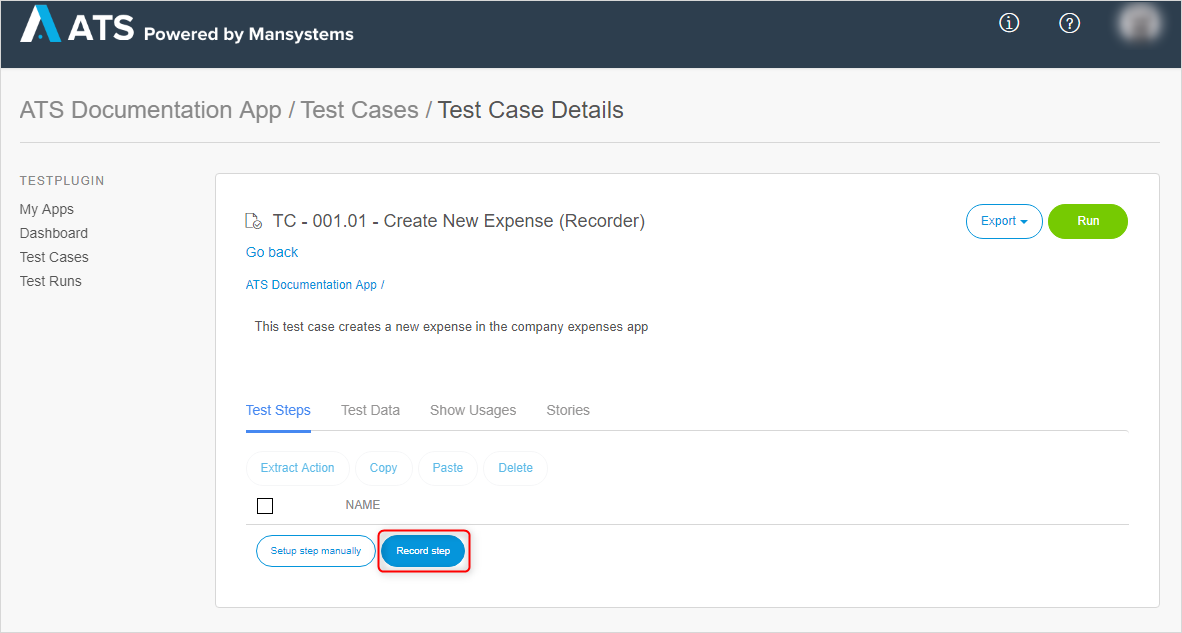 ATS Powered by Mansystems
ATS Documentation App / Test Cases / Test Case Details
TESTPLUGIN
My Apps
Dashboard
Test Cases
Test Runs
TC - 001.01 - Create New Expense (Recorder)
Export
Run
Go back
ATS Documentation App /
This test case creates a new expense in the company expenses app
Test Steps Test Data Show Usages Stories
Extract Action Copy Paste Delete
NAME
Setup step manually Record step